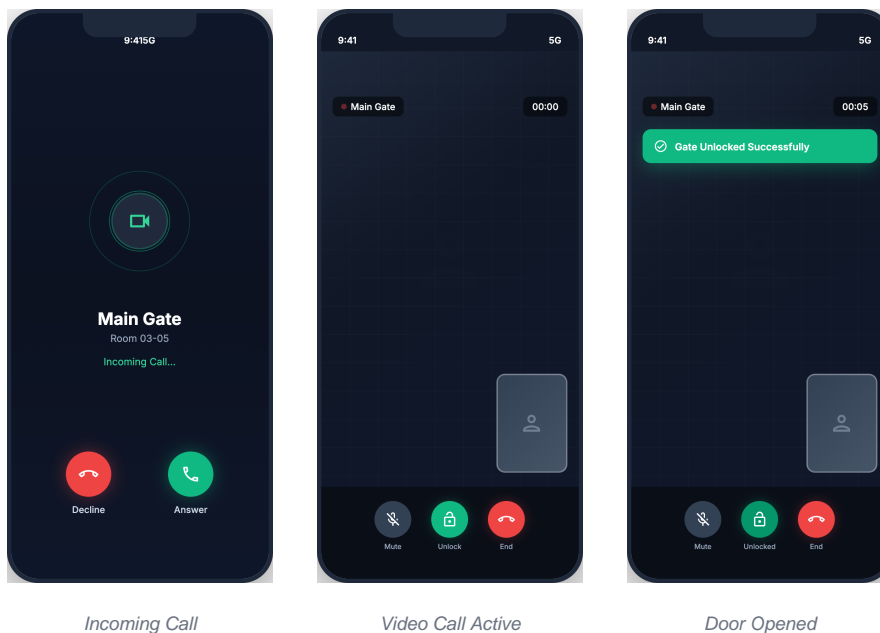 9:415G
Main Gate
Room 03-05
Incoming Call...
Decline
Answer
Incoming Call
9:41
5G
Main Gate
00:00
Mute
Unlock
End
Video Call Active
9:41
5G
Main Gate
00:05
Gate Unlocked Successfully
Mute
Unlocked
End
Door Opened